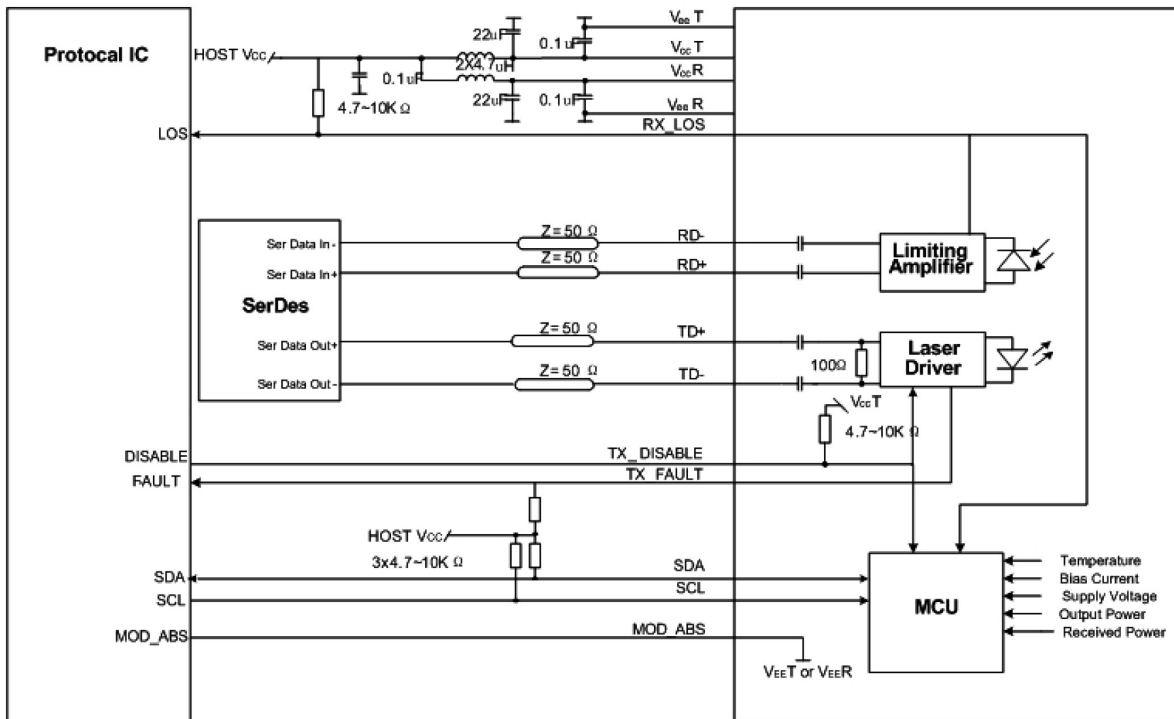 Protocal IC
HOST Vcc
22uF
0.1uF
Vee T
Vcc T
0.1uF
2X4.7uH
Vcc R
22uF
0.1uF
Vee R
4.7~10K Ω
LOS
RX_LOS
Ser Data In-
Z= 50 Ω
RD-
Ser Data In+
Z= 50 Ω
RD+
Limiting
Amplifier
SerDes
Ser Data Out+
Z= 50 Ω
TD+
Ser Data Out-
Z= 50 Ω
TD-
100Ω
Laser
Driver
VccT
4.7~10K Ω
DISABLE
TX_DISABLE
FAULT
TX_FAULT
HOST Vcc
3x4.7~10K Ω
SDA
SDA
SCL
SCL
MCU
Temperature
Bias Current
Supply Voltage
Output Power
Received Power
MOD_ABS
MOD_ABS
VEET or VEER